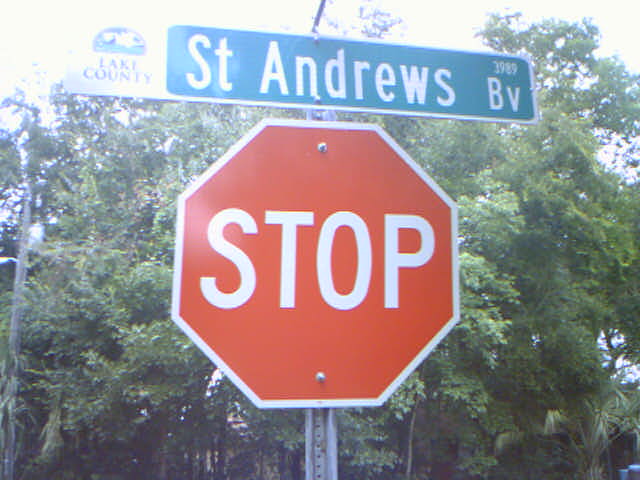 LAKE
COUNTY
St Andrews Bv
3989
STOP